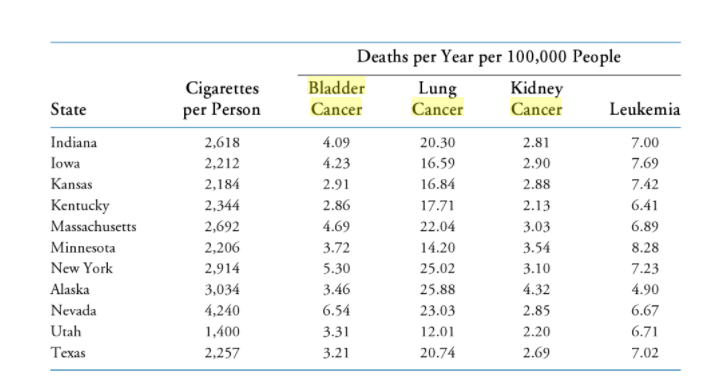 Deaths per Year per 100,000 People
Cigarettes Bladder Lung Kidney
State per Person Cancer Cancer Cancer Leukemia
Indiana 2,618 4.09 20.30 2.81 7.00
Iowa 2,212 4.23 16.59 2.90 7.69
Kansas 2,184 2.91 16.84 2.88 7.42
Kentucky 2,344 2.86 17.71 2.13 6.41
Massachusetts 2,692 4.69 22.04 3.03 6.89
Minnesota 2,206 3.72 14.20 3.54 8.28
New York 2,914 5.30 25.02 3.10 7.23
Alaska 3,034 3.46 25.88 4.32 4.90
Nevada 4,240 6.54 23.03 2.85 6.67
Utah 1,400 3.31 12.01 2.20 6.71
Texas 2,257 3.21 20.74 2.69 7.02